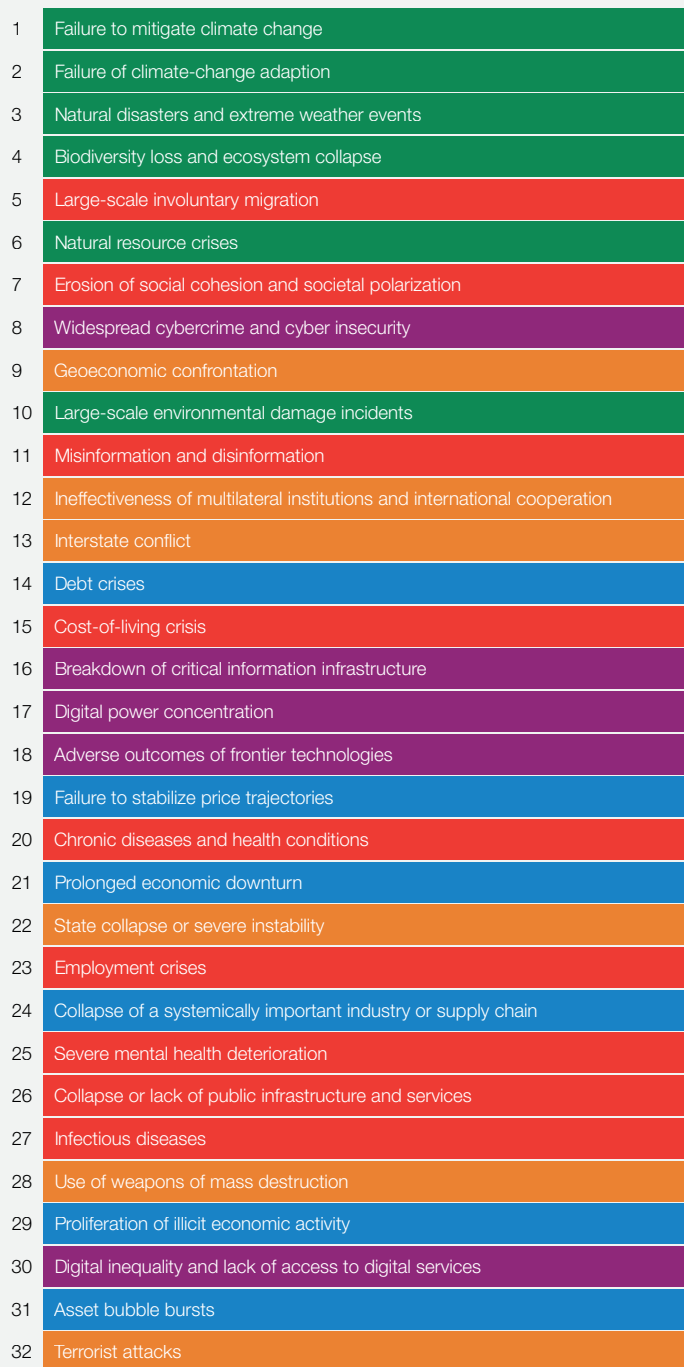 1 Failure to mitigate climate change
2 Failure of climate-change adaption
3 Natural disasters and extreme weather events
4 Biodiversity loss and ecosystem collapse
5 Large-scale involuntary migration
6 Natural resource crises
7 Erosion of social cohesion and societal polarization
8 Widespread cybercrime and cyber insecurity
9 Geoeconomic confrontation
10 Large-scale environmental damage incidents
11 Misinformation and disinformation
12 Ineffectiveness of multilateral institutions and international cooperation
13 Interstate conflict
14 Debt crises
15 Cost-of-living crisis
16 Breakdown of critical information infrastructure
17 Digital power concentration
18 Adverse outcomes of frontier technologies
19 Failure to stabilize price trajectories
20 Chronic diseases and health conditions
21 Prolonged economic downturn
22 State collapse or severe instability
23 Employment crises
24 Collapse of a systemically important industry or supply chain
25 Severe mental health deterioration
26 Collapse or lack of public infrastructure and services
27 Infectious diseases
28 Use of weapons of mass destruction
29 Proliferation of illicit economic activity
30 Digital inequality and lack of access to digital services
31 Asset bubble bursts
32 Terrorist attacks